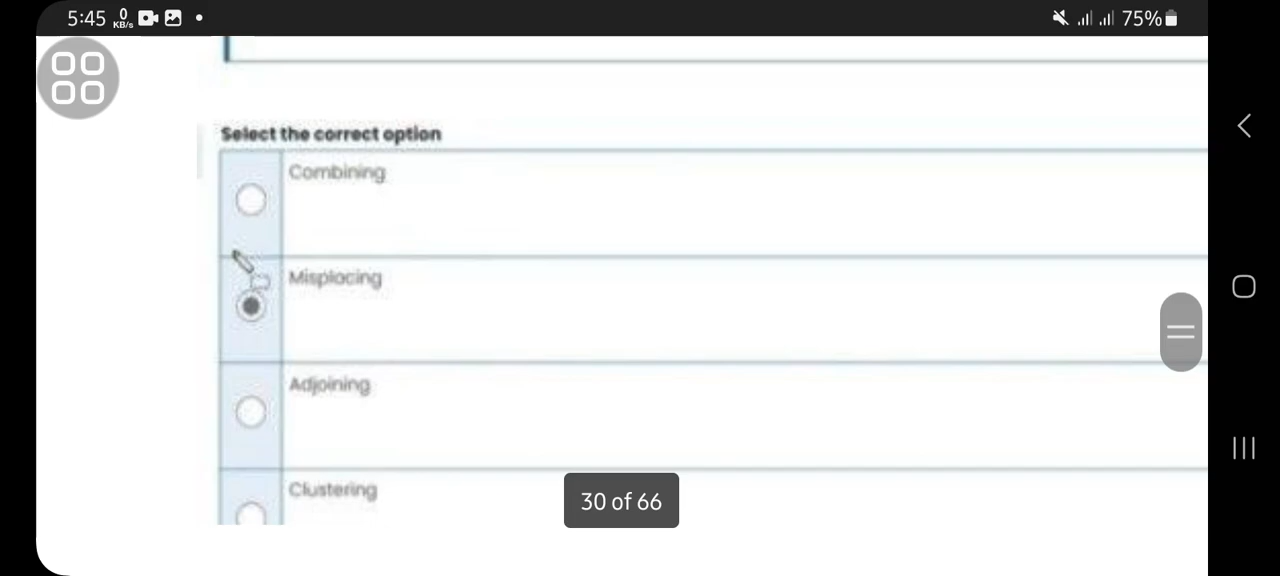 5:45 0 KB/s 75%
Select the correct option
Combining
Misplacing
Adjoining
Clustering
30 of 66